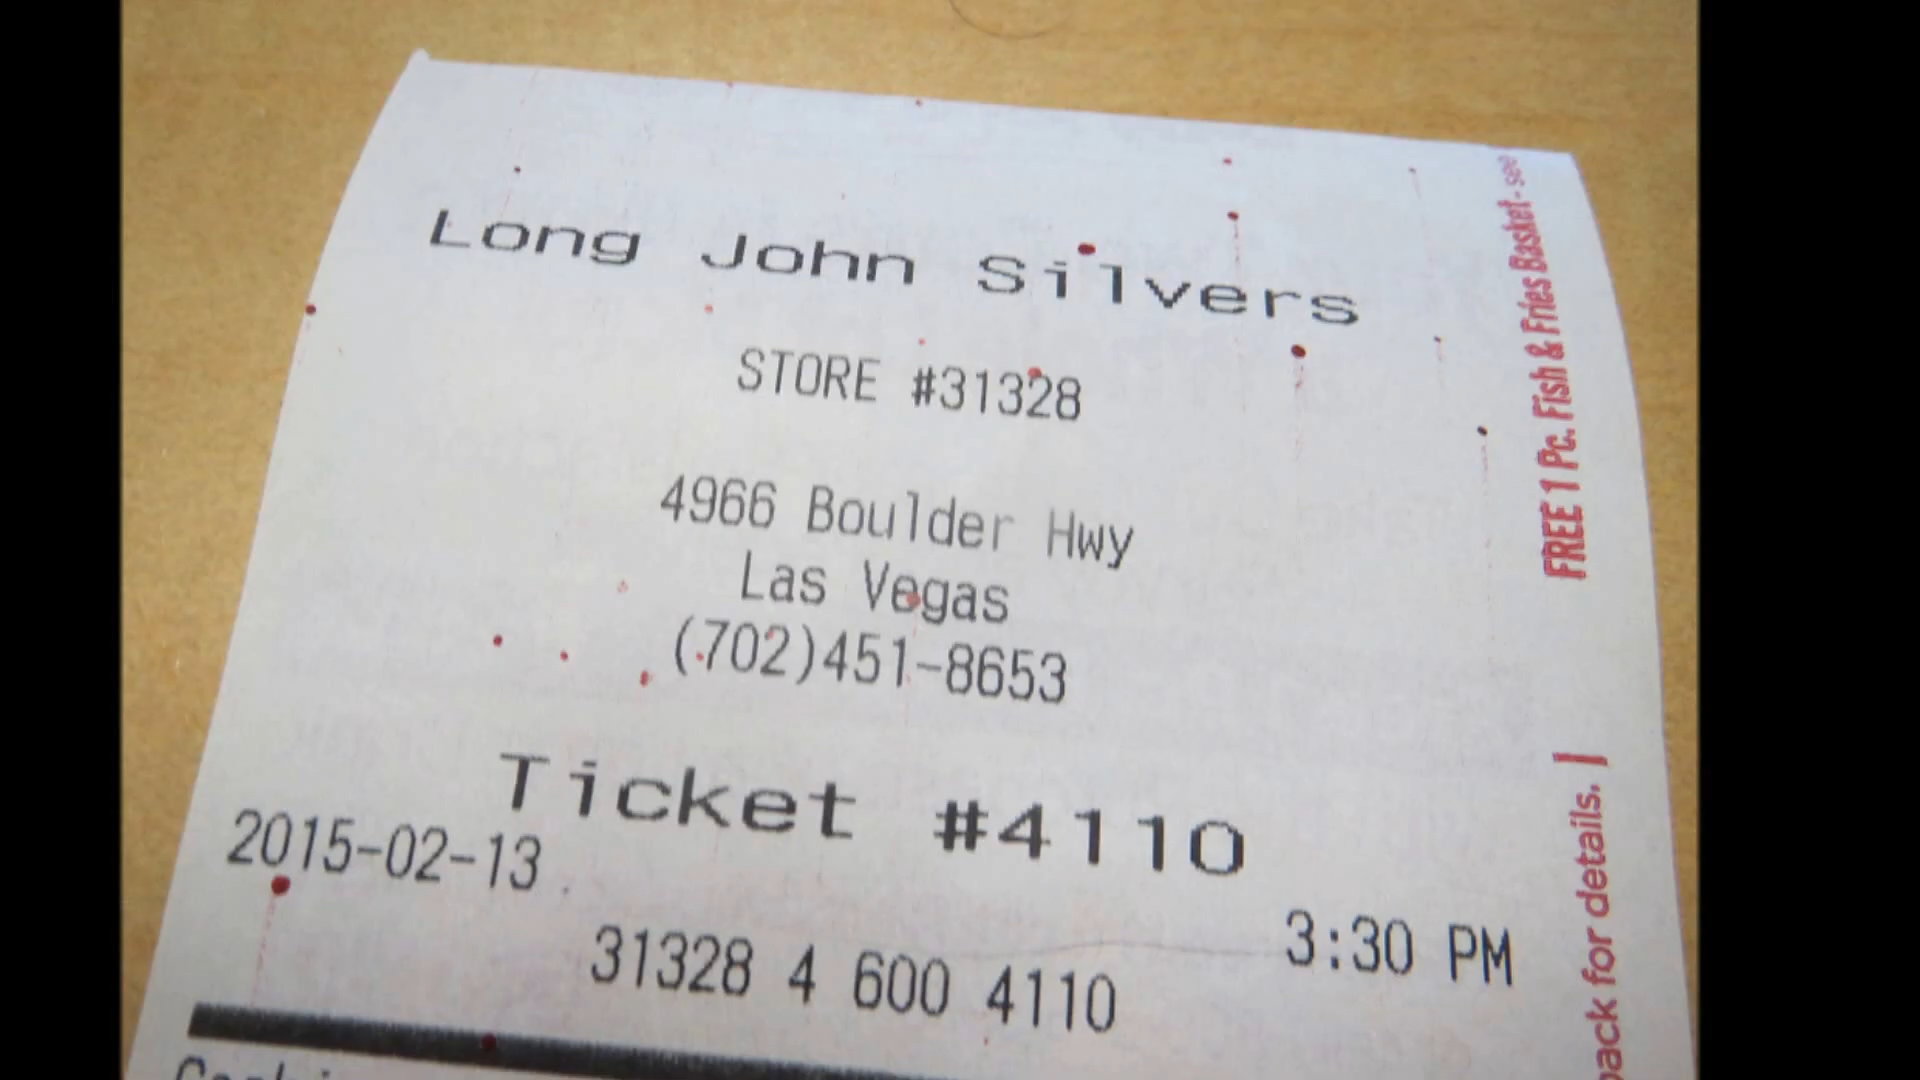 Long John Silvers
STORE #31328
4966 Boulder Hwy
Las Vegas
(702)451-8653
Ticket #4110
2015-02-13
3:30 PM
31328 4 600 4110
FREE 1 Pc. Fish & Fries Basket - see
back for details.